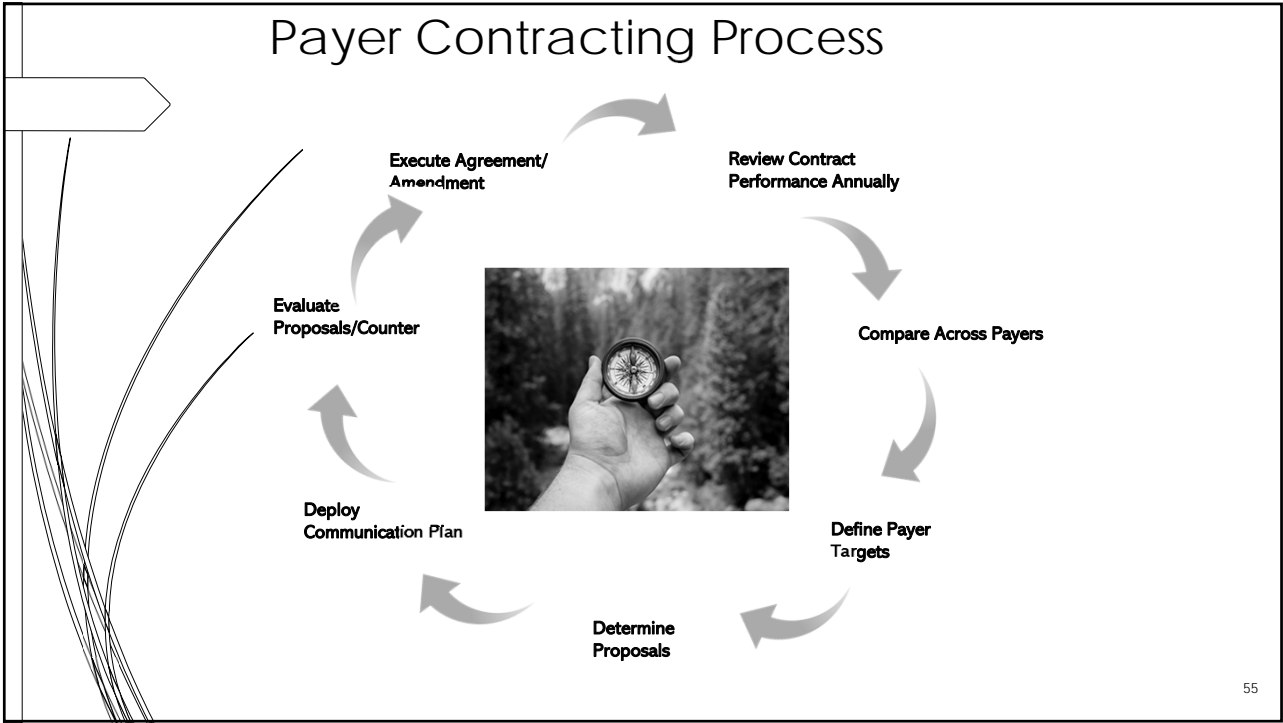 Payer Contracting Process
Execute Agreement/
Amendment
Review Contract
Performance Annually
Evaluate
Proposals/Counter
Compare Across Payers
Deploy
Communication Plan
Define Payer
Targets
Determine
Proposals
55